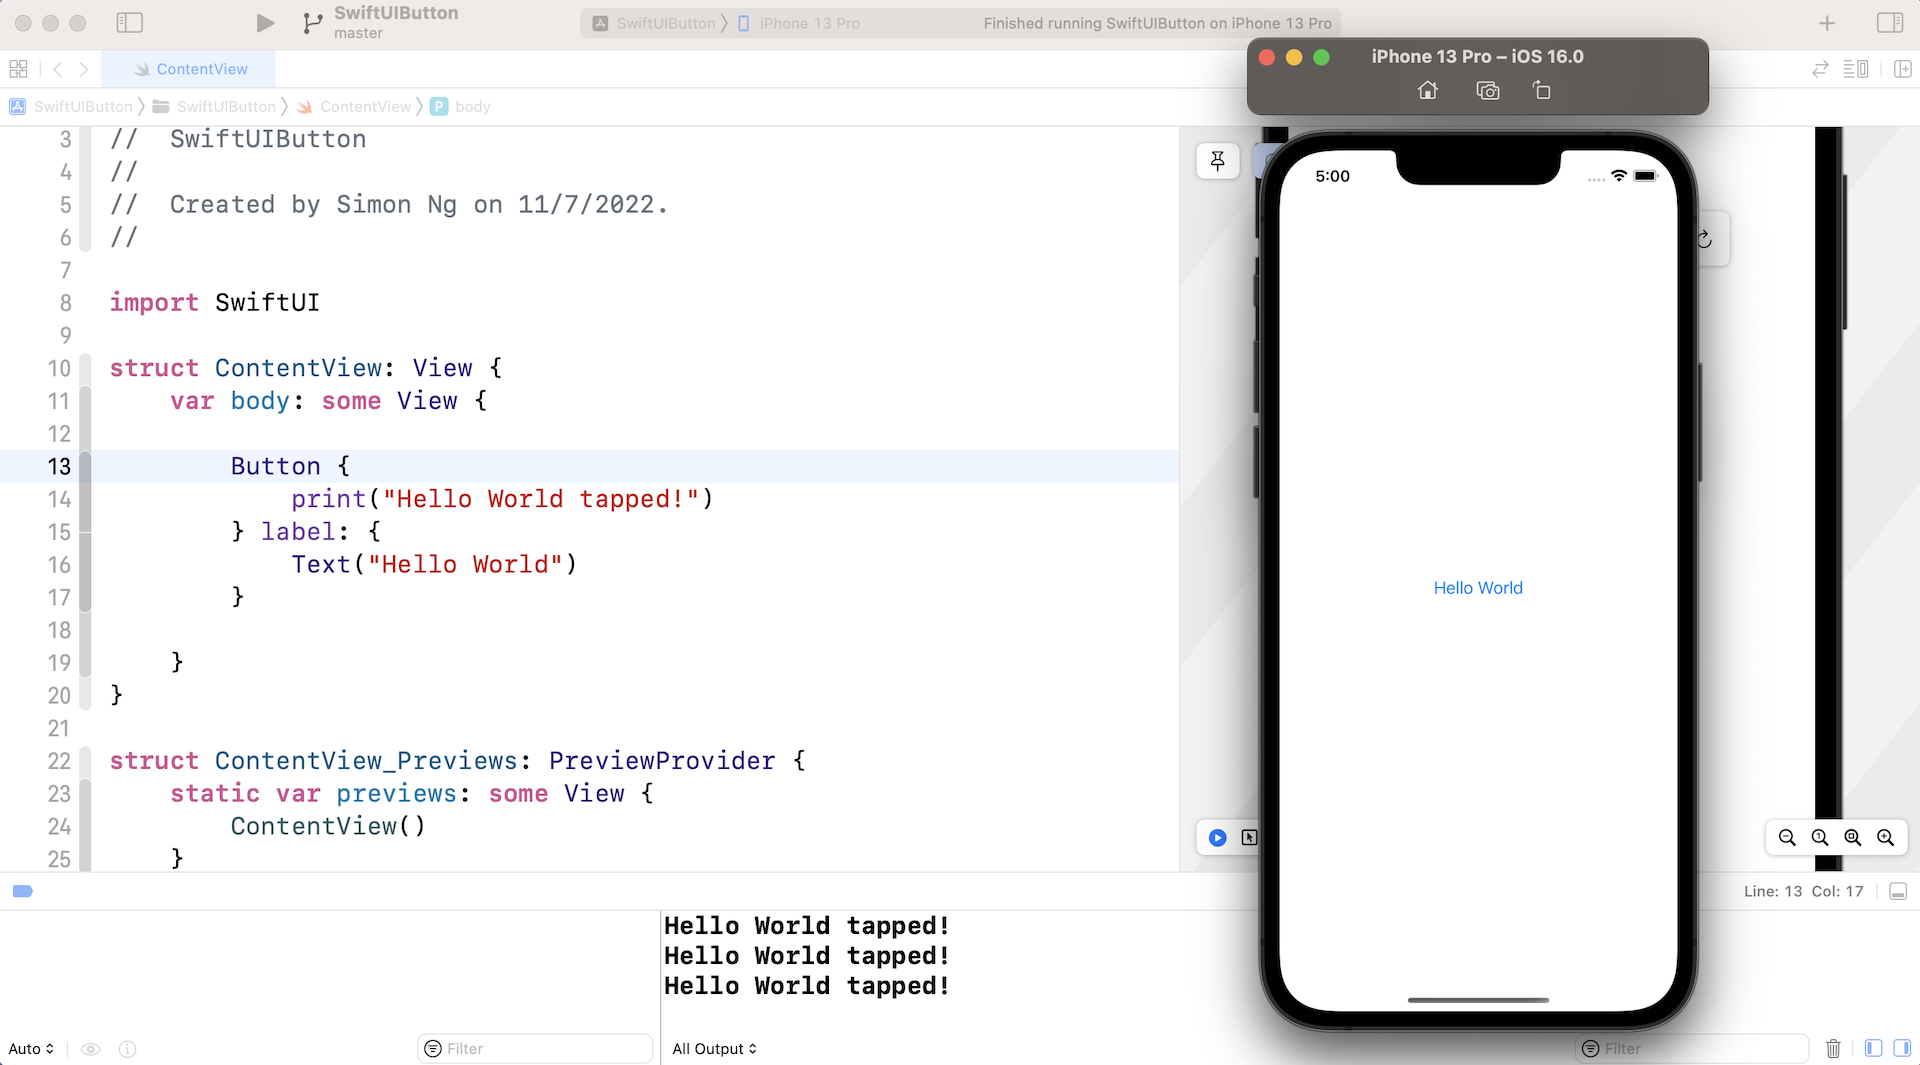 SwiftUIButton
master
SwiftUIButton
iPhone 13 Pro
Finished running SwiftUIButton on iPhone 13 Pro
ContentView
SwiftUIButton
SwiftUIButton
ContentView
P body
3 //  SwiftUIButton
4 //
5 //  Created by Simon Ng on 11/7/2022.
6 //
7
8 import SwiftUI
9
10 struct ContentView: View {
11     var body: some View {
12
13         Button {
14             print("Hello World tapped!")
15         } label: {
16             Text("Hello World")
17         }
18
19     }
20 }
21
22 struct ContentView_Previews: PreviewProvider {
23     static var previews: some View {
24         ContentView()
25     }
iPhone 13 Pro – iOS 16.0
5:00
Hello World
Line: 13 Col: 17
Hello World tapped!
Hello World tapped!
Hello World tapped!
Auto
Filter
All Output
Filter